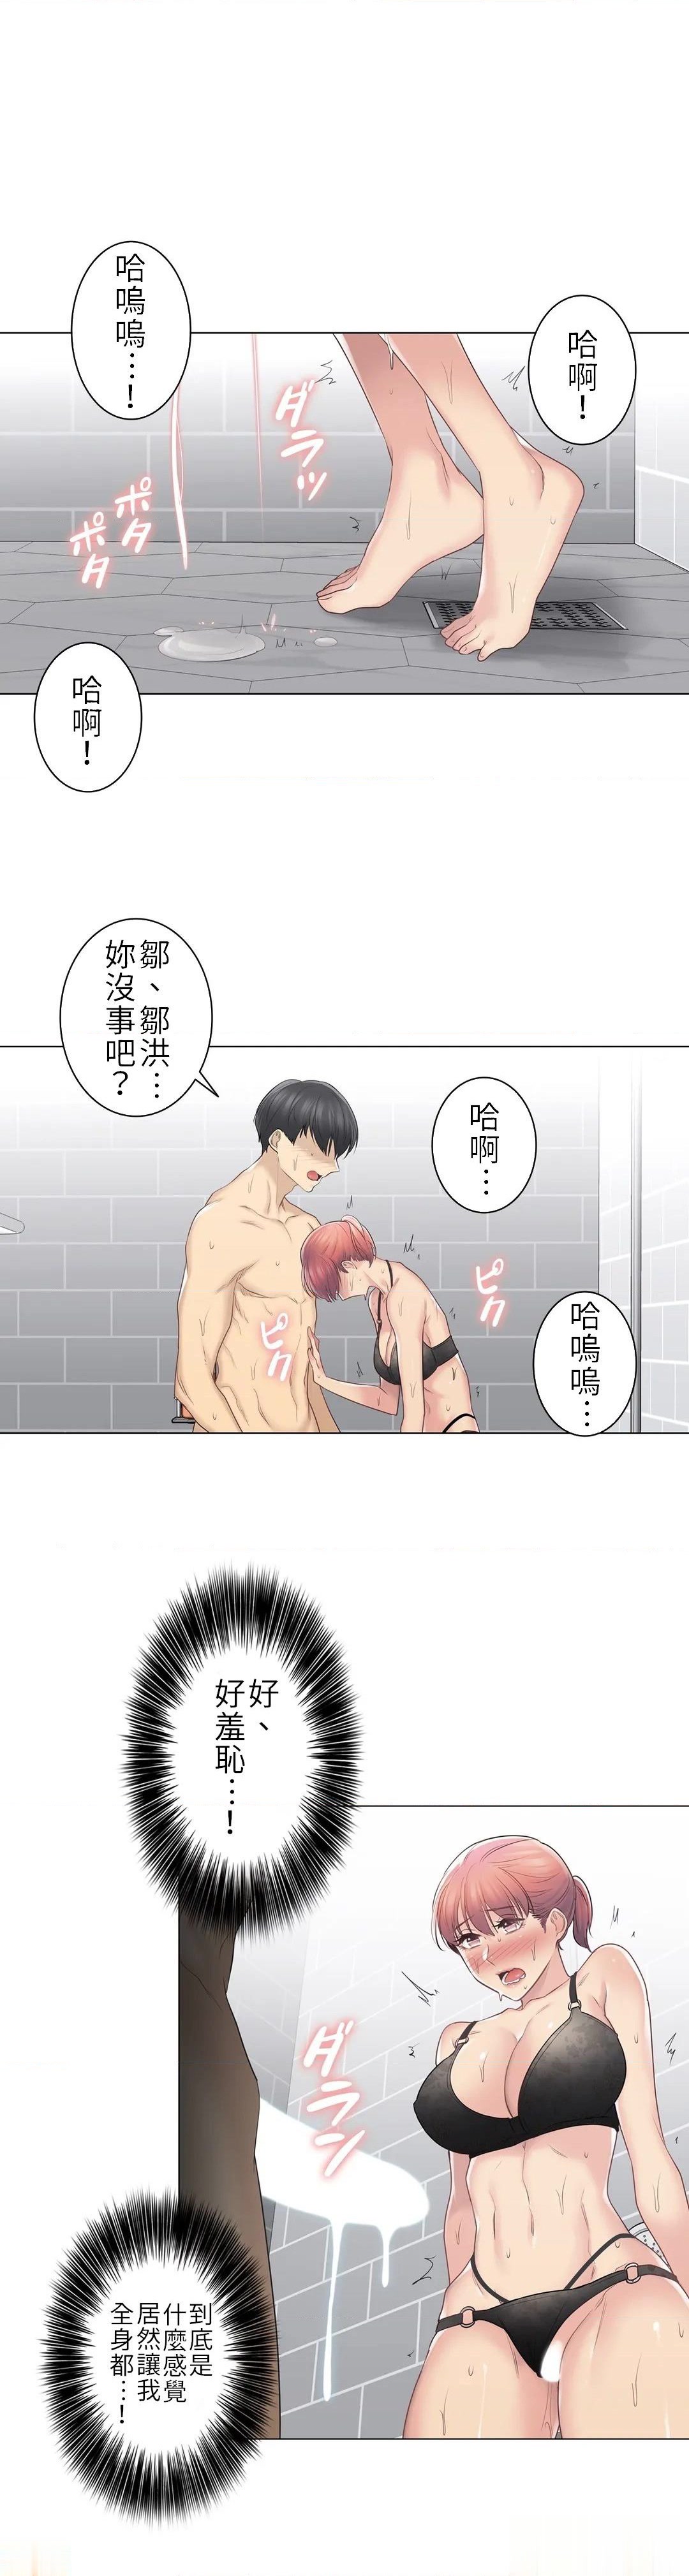 哈嗚嗚…！
哈啊！
ダラッ
ポタ
ポタ
哈啊！
鄒、鄒洪…
妳沒事吧？
哈啊…
ピク
ピク
哈嗚嗚…
好、
好羞恥…！
ダラン
到底是
什麼感覺
居然讓我
全身都…！